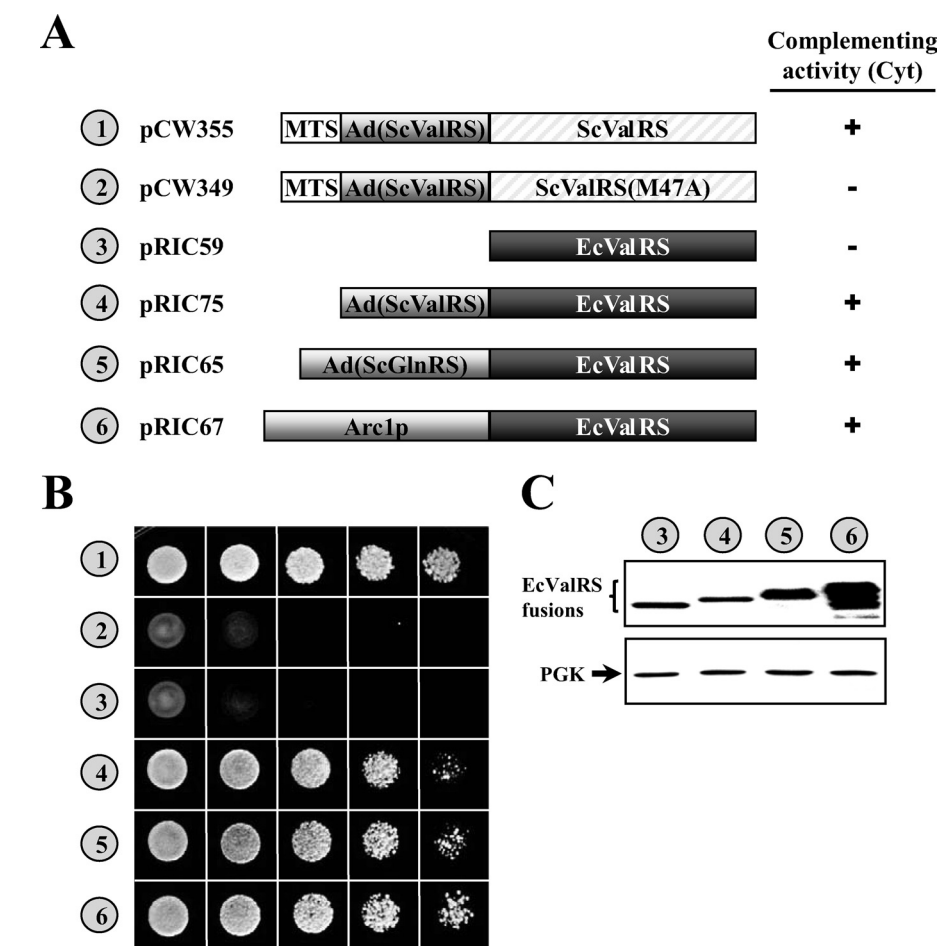 A
Complementing
activity (Cyt)
1 pCW355 MTS Ad(ScValRS) ScValRS +
2 pCW349 MTS Ad(ScValRS) ScValRS(M47A) -
3 pRIC59 EcValRS -
4 pRIC75 Ad(ScValRS) EcValRS +
5 pRIC65 Ad(ScGlnRS) EcValRS +
6 pRIC67 Arc1p EcValRS +
B
1
2
3
4
5
6
C
3 4 5 6
EcValRS
fusions
PGK